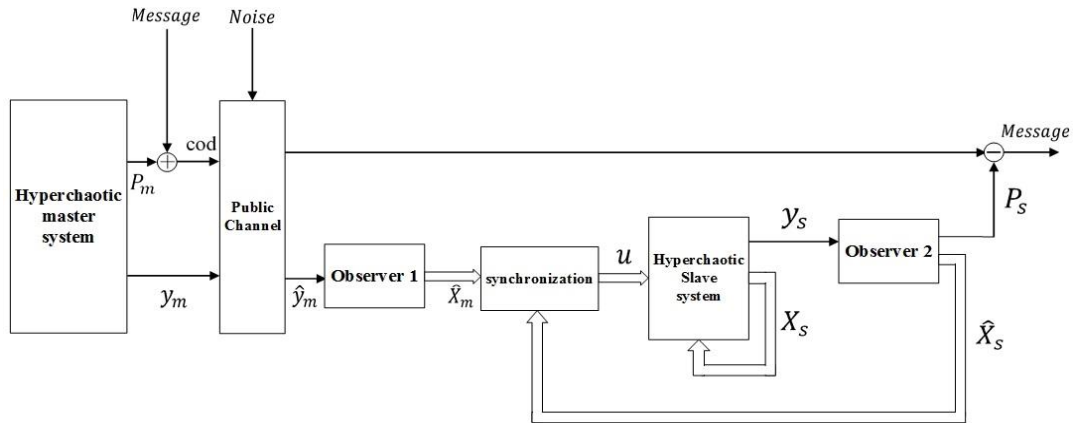 Message
Noise
Hyperchaotic
master
system
P_m
cod
y_m
Public
Channel
ŷ_m
Observer 1
X̂_m
synchronization
u
Hyperchaotic
Slave
system
X_s
y_s
Observer 2
P_s
X̂_s
Message